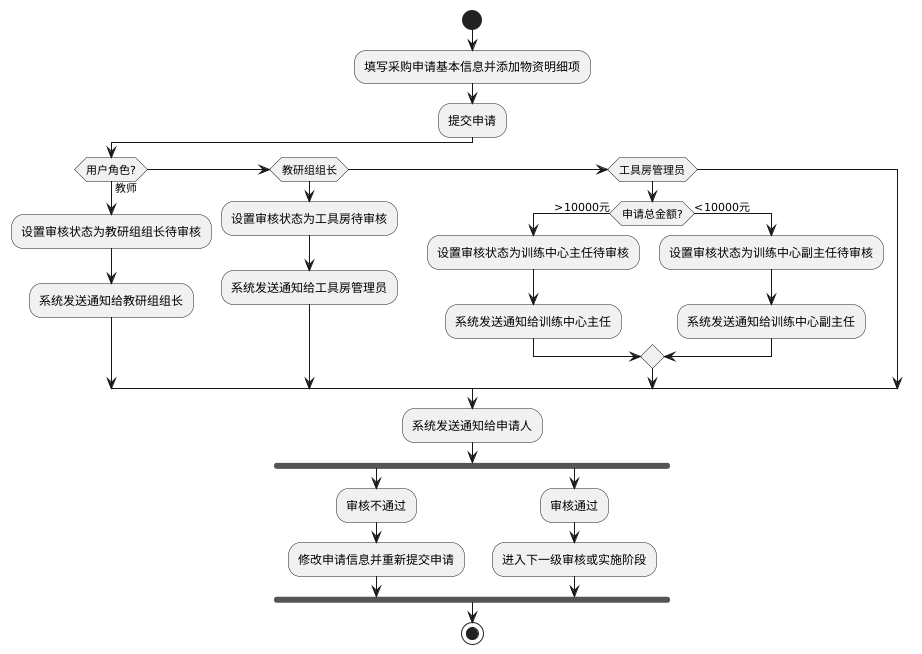 填写采购申请基本信息并添加物资明细项
提交申请
用户角色?
教师
教研组组长
工具房管理员
设置审核状态为教研组组长待审核
系统发送通知给教研组组长
设置审核状态为工具房待审核
系统发送通知给工具房管理员
申请总金额?
>10000元
<10000元
设置审核状态为训练中心主任待审核
系统发送通知给训练中心主任
设置审核状态为训练中心副主任待审核
系统发送通知给训练中心副主任
系统发送通知给申请人
审核不通过
修改申请信息并重新提交申请
审核通过
进入下一级审核或实施阶段